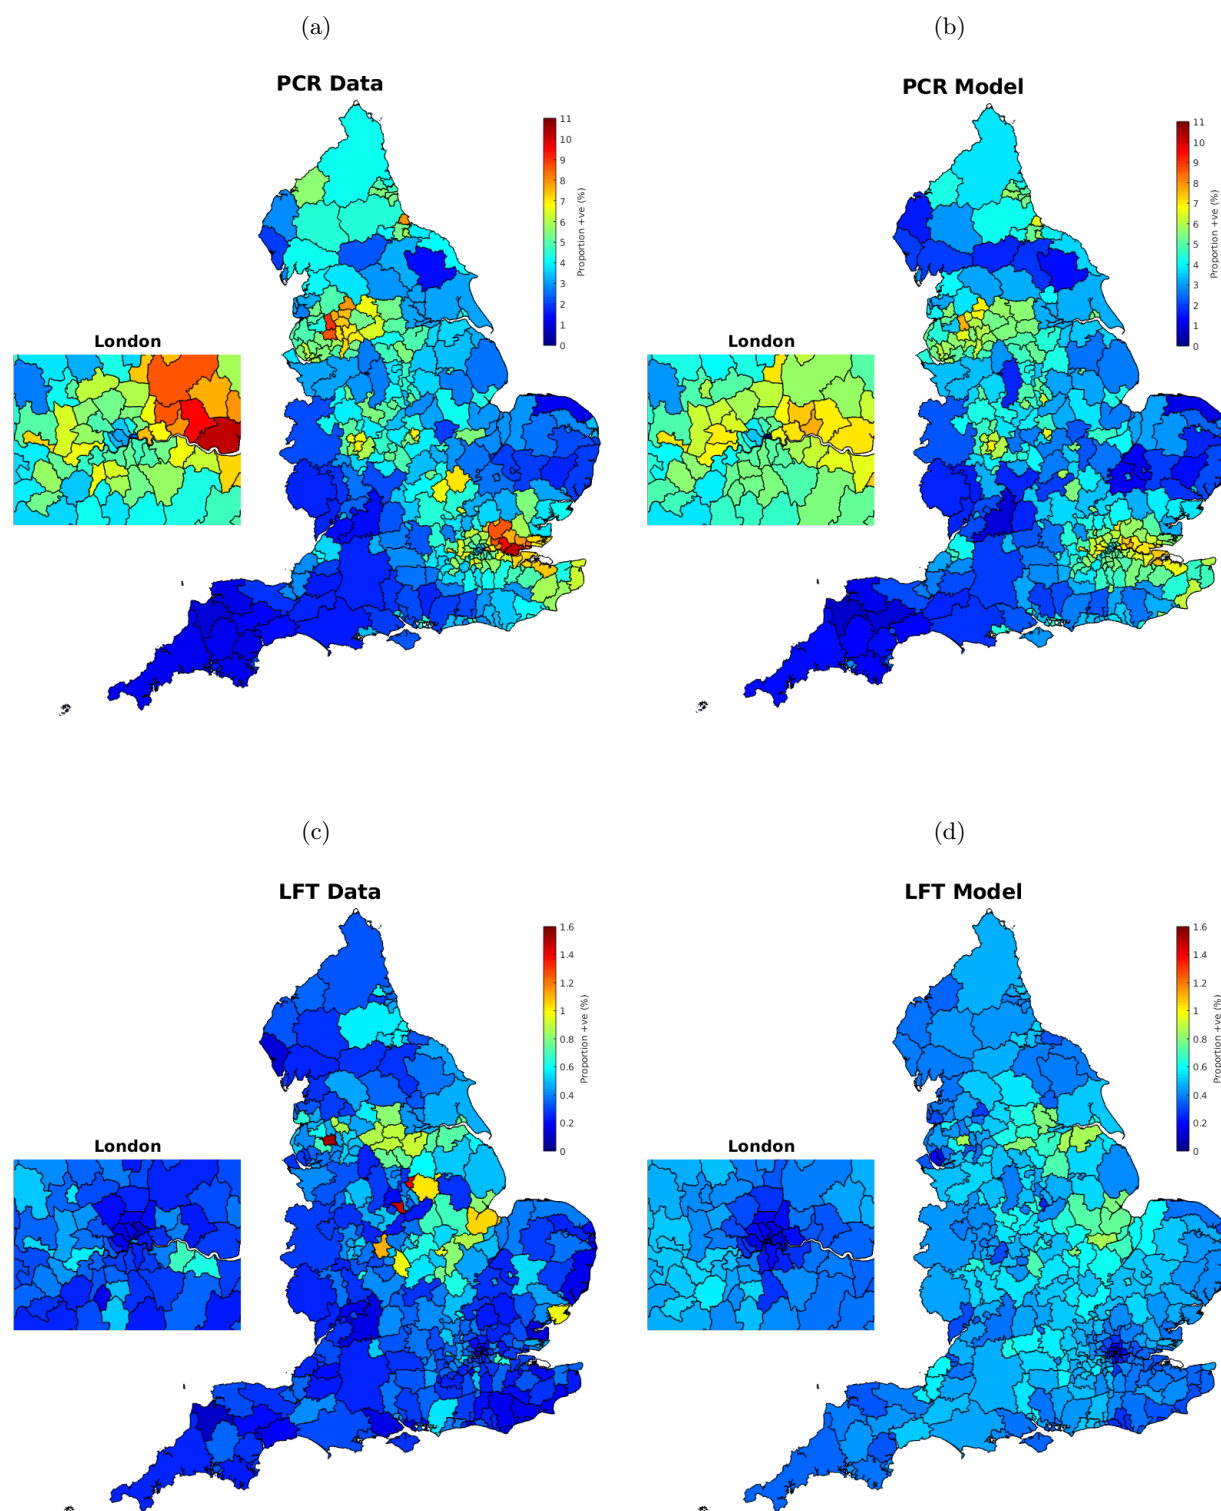 (a)
(b)
PCR Data
PCR Model
11
10
9
8
7
6
5
4
3
2
1
0
Proportion +ve (%)
11
10
9
8
7
6
5
4
3
2
1
0
Proportion +ve (%)
London
London
(c)
(d)
LFT Data
LFT Model
1.6
1.4
1.2
1
0.8
0.6
0.4
0.2
0
Proportion +ve (%)
1.6
1.4
1.2
1
0.8
0.6
0.4
0.2
0
Proportion +ve (%)
London
London